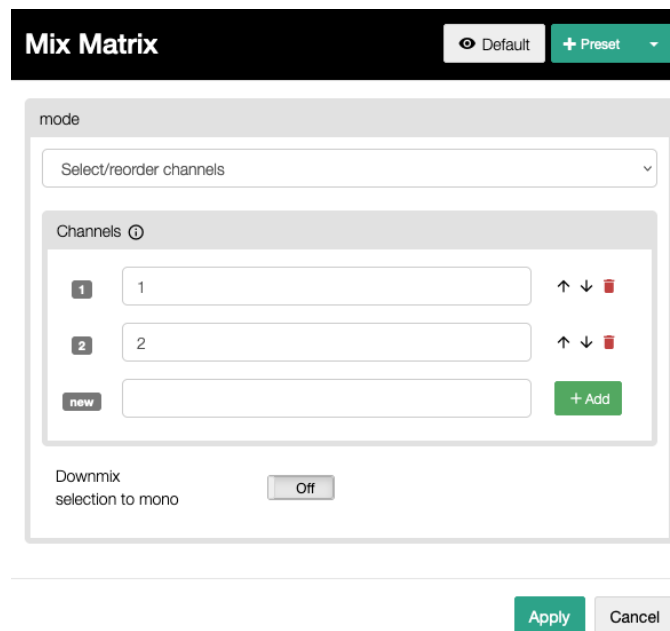 Mix Matrix
Default
Preset
mode
Select/reorder channels
Channels
1
1
2
2
new
Add
Downmix
selection to mono
Off
Apply
Cancel